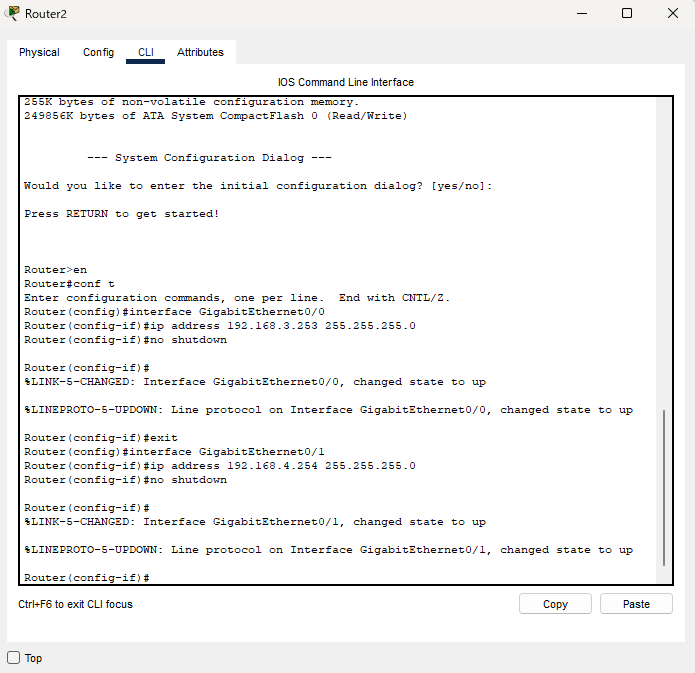 Router2
Physical Config CLI Attributes
IOS Command Line Interface
255K bytes of non-volatile configuration memory.
249856K bytes of ATA System CompactFlash 0 (Read/Write)
--- System Configuration Dialog ---
Would you like to enter the initial configuration dialog? [yes/no]:
Press RETURN to get started!
Router>en
Router#conf t
Enter configuration commands, one per line.  End with CNTL/Z.
Router(config)#interface GigabitEthernet0/0
Router(config-if)#ip address 192.168.3.253 255.255.255.0
Router(config-if)#no shutdown
Router(config-if)#
%LINK-5-CHANGED: Interface GigabitEthernet0/0, changed state to up
%LINEPROTO-5-UPDOWN: Line protocol on Interface GigabitEthernet0/0, changed state to up
Router(config-if)#exit
Router(config)#interface GigabitEthernet0/1
Router(config-if)#ip address 192.168.4.254 255.255.255.0
Router(config-if)#no shutdown
Router(config-if)#
%LINK-5-CHANGED: Interface GigabitEthernet0/1, changed state to up
%LINEPROTO-5-UPDOWN: Line protocol on Interface GigabitEthernet0/1, changed state to up
Router(config-if)#
Ctrl+F6 to exit CLI focus
Copy Paste
Top